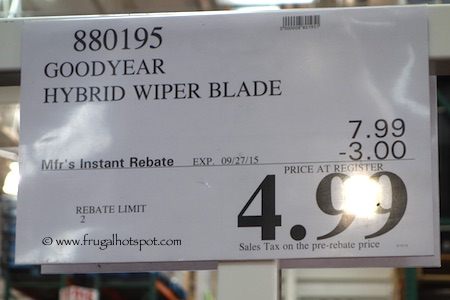 880195
GOODYEAR
HYBRID WIPER BLADE
7.99
Mfr's Instant Rebate EXP. 09/27/15 -3.00
PRICE AT REGISTER
4.99
REBATE LIMIT
2
Sales Tax on the pre-rebate price
© www.frugalhotspot.com